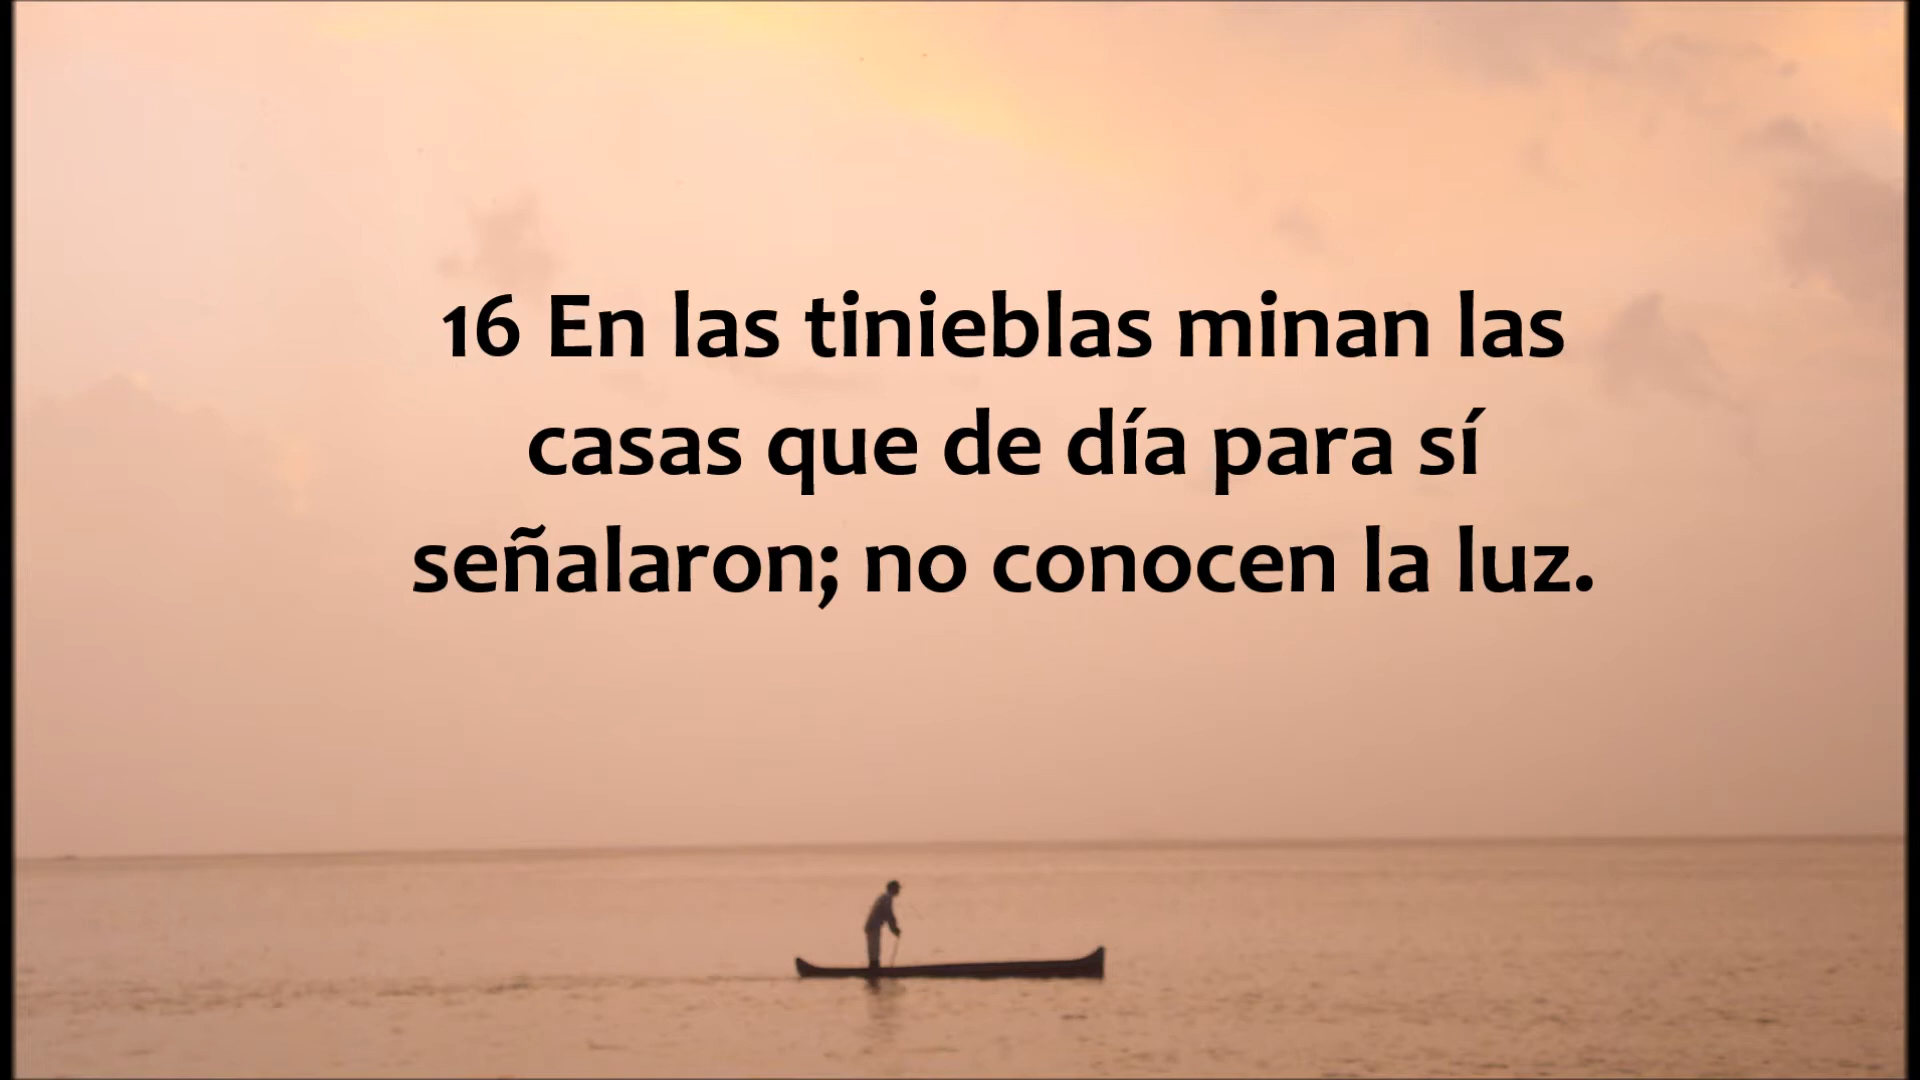 16 En las tinieblas minan las
casas que de día para sí
señalaron; no conocen la luz.